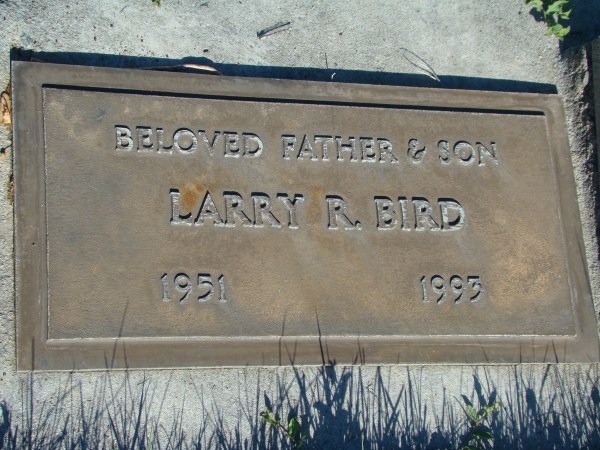 BELOVED FATHER & SON
LARRY R. BIRD
1951 1993